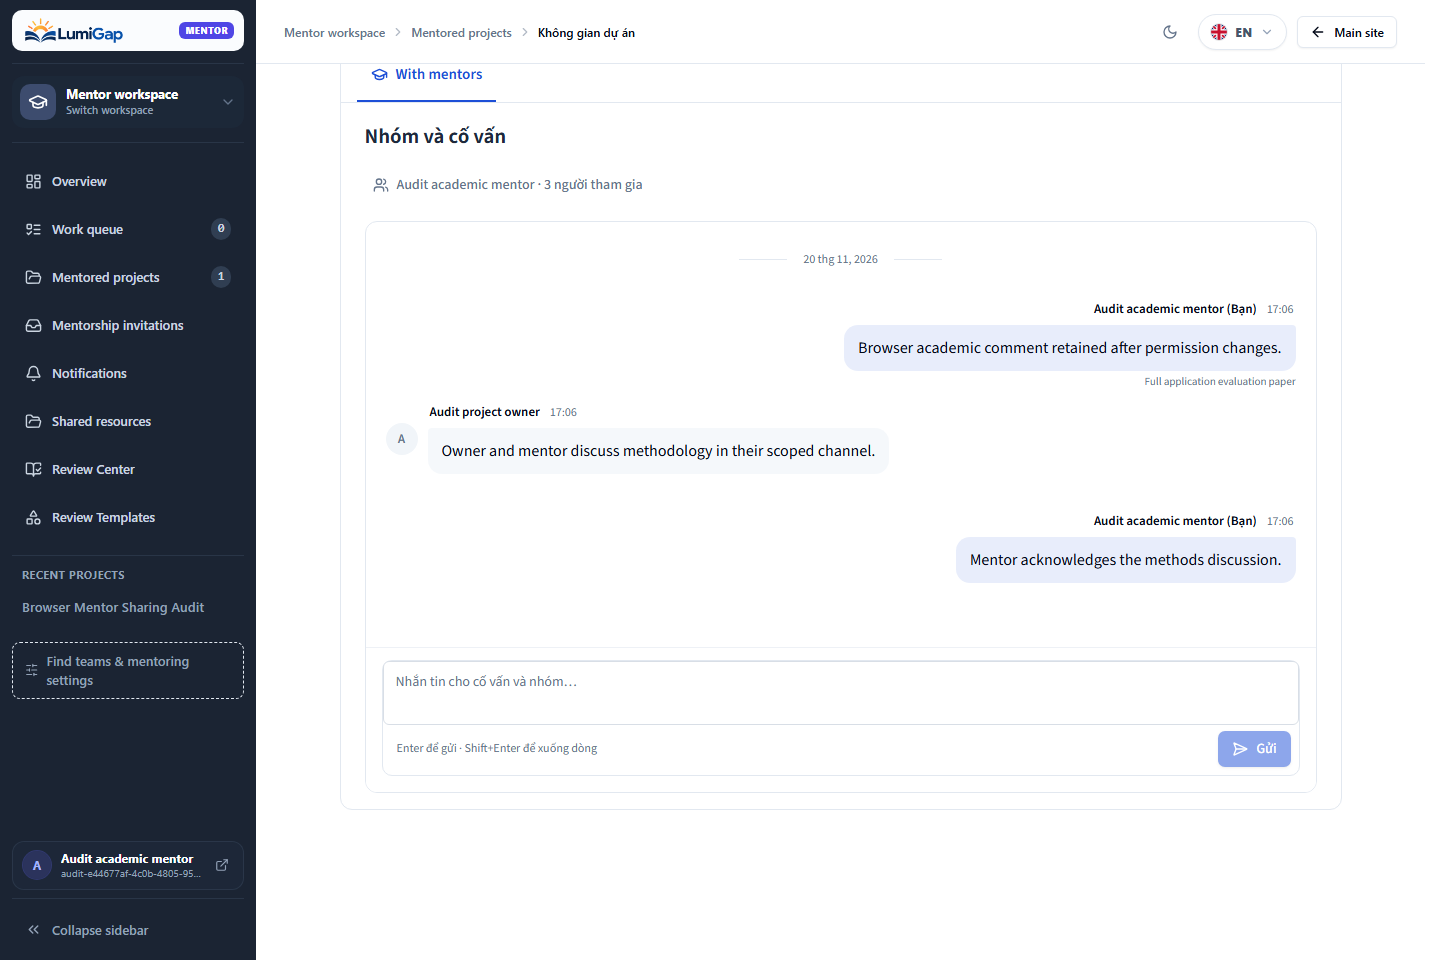 LumiGap
MENTOR
Mentor workspace
Switch workspace
Overview
Work queue
0
Mentored projects
1
Mentorship invitations
Notifications
Shared resources
Review Center
Review Templates
RECENT PROJECTS
Browser Mentor Sharing Audit
Find teams & mentoring
settings
A
Audit academic mentor
audit-e44677af-4c0b-4805-95...
Collapse sidebar
Mentor workspace > Mentored projects > Không gian dự án
EN
Main site
With mentors
Nhóm và cố vấn
Audit academic mentor · 3 người tham gia
20 thg 11, 2026
Audit academic mentor (Bạn) 17:06
Browser academic comment retained after permission changes.
Full application evaluation paper
Audit project owner 17:06
A
Owner and mentor discuss methodology in their scoped channel.
Audit academic mentor (Bạn) 17:06
Mentor acknowledges the methods discussion.
Nhắn tin cho cố vấn và nhóm...
Enter để gửi · Shift+Enter để xuống dòng
Gửi